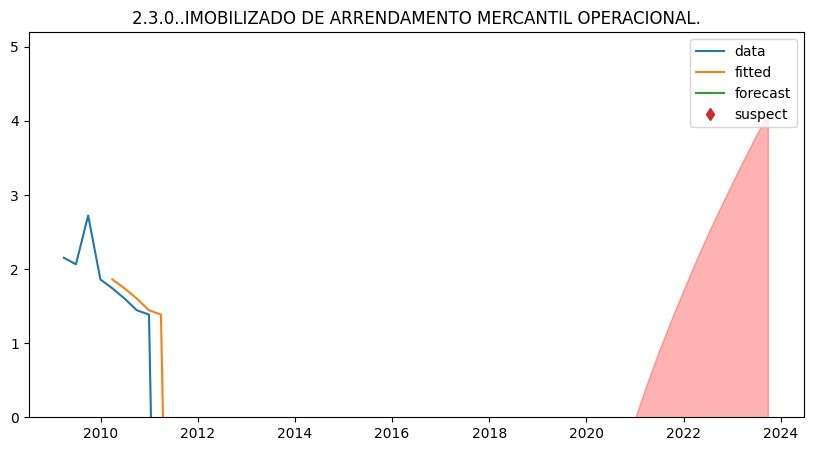 2.3.0..IMOBILIZADO DE ARRENDAMENTO MERCANTIL OPERACIONAL.
data
fitted
forecast
suspect
5
4
3
2
1
0
2010 2012 2014 2016 2018 2020 2022 2024